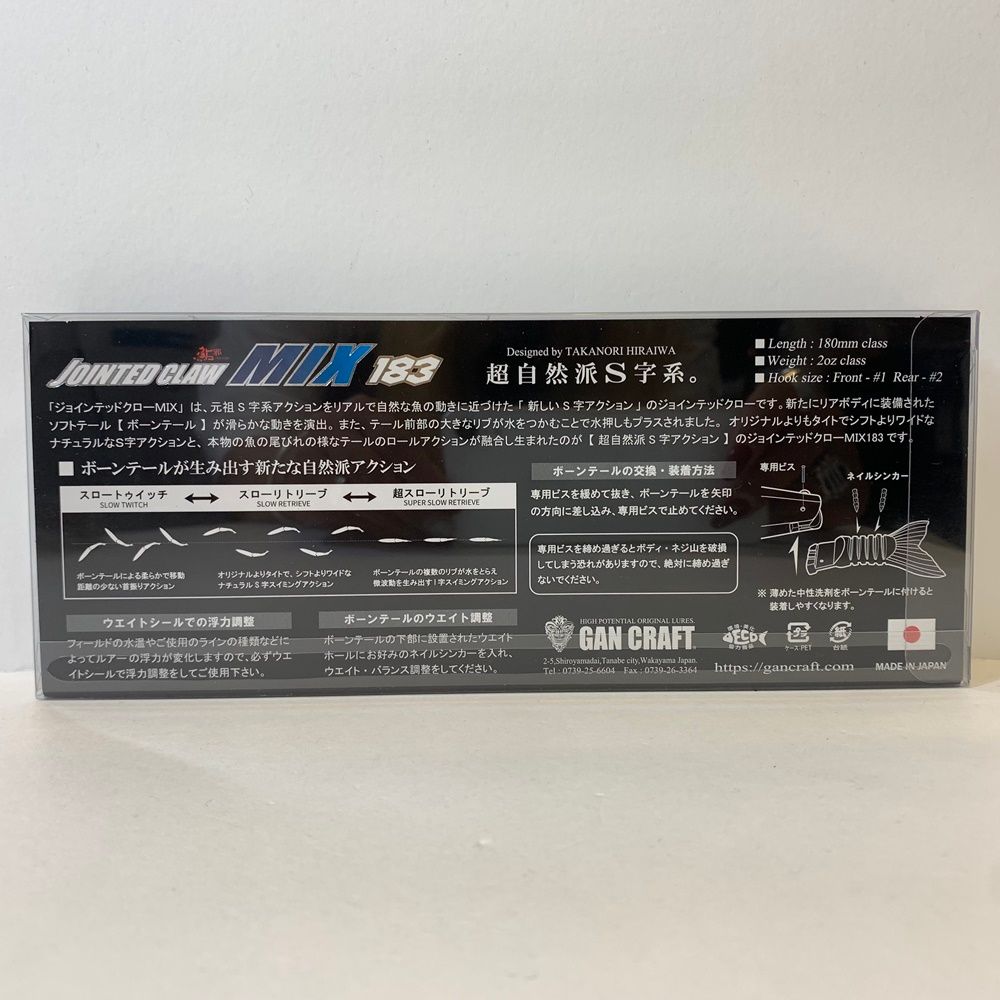 JOINTED CLAW MIX 183
Designed by TAKANORI HIRAIWA
超自然派S字系。
■ Length : 180mm class
■ Weight : 2oz class
■ Hook size : Front - #1 Rear - #2
「ジョインテッドクローMIX」は、元祖S字系アクションをリアルで自然な魚の動きに近づけた「 新しいS字アクション 」のジョインテッドクローです。新たにリアボディに装備された
ソフトテール【 ボーンテール 】が滑らかな動きを演出。また、テール前部の大きなリブが水をつかむことで水押しもプラスされました。オリジナルよりもタイトでシフトよりワイドな
ナチュラルなS字アクションと、本物の魚の尾びれの様なテールのロールアクションが融合し生まれたのが【 超自然派S字アクション 】のジョインテッドクローMIX183です。
■ ボーンテールが生み出す新たな自然派アクション
スロートゥイッチ
SLOW TWITCH
スローリトリーブ
SLOW RETRIEVE
超スローリトリーブ
SUPER SLOW RETRIEVE
ボーンテールによる柔らかで移動
距離の少ない首振りアクション
オリジナルよりタイトで、シフトよりワイドな
ナチュラルS字スイミングアクション
ボーンテールの複数のリブが水をとらえ
微波動を生み出すI字スイミングアクション
ウエイトシールでの浮力調整
フィールドの水温やご使用のラインの種類などに
よってルアーの浮力が変化しますので、必ずウエ
イトシールで浮力調整をしてご使用下さい。
ボーンテールのウエイト調整
ボーンテールの下部に設置されたウエイト
ホールにお好みのネイルシンカーを入れ、
ウエイト・バランス調整をしてください。
ボーンテールの交換・装着方法
専用ビスを緩めて抜き、ボーンテールを矢印
の方向に差し込み、専用ビスで止めてください。
専用ビスを締め過ぎるとボディ・ネジ山を破損
してしまう恐れがありますので、絶対に締め過ぎ
ないでください。
専用ビス
ネイルシンカー
※ 薄めた中性洗剤をボーンテールに付けると
装着しやすくなります。
HIGH POTENTIAL ORIGINAL LURES.
GAN CRAFT.
2-5,Shiroyamadai,Tanabe city,Wakayama Japan.
Tel : 0739-25-6604 Fax : 0739-26-3364
ECO
ケース:PET
紙
台紙
https://gancraft.com
MADE IN JAPAN